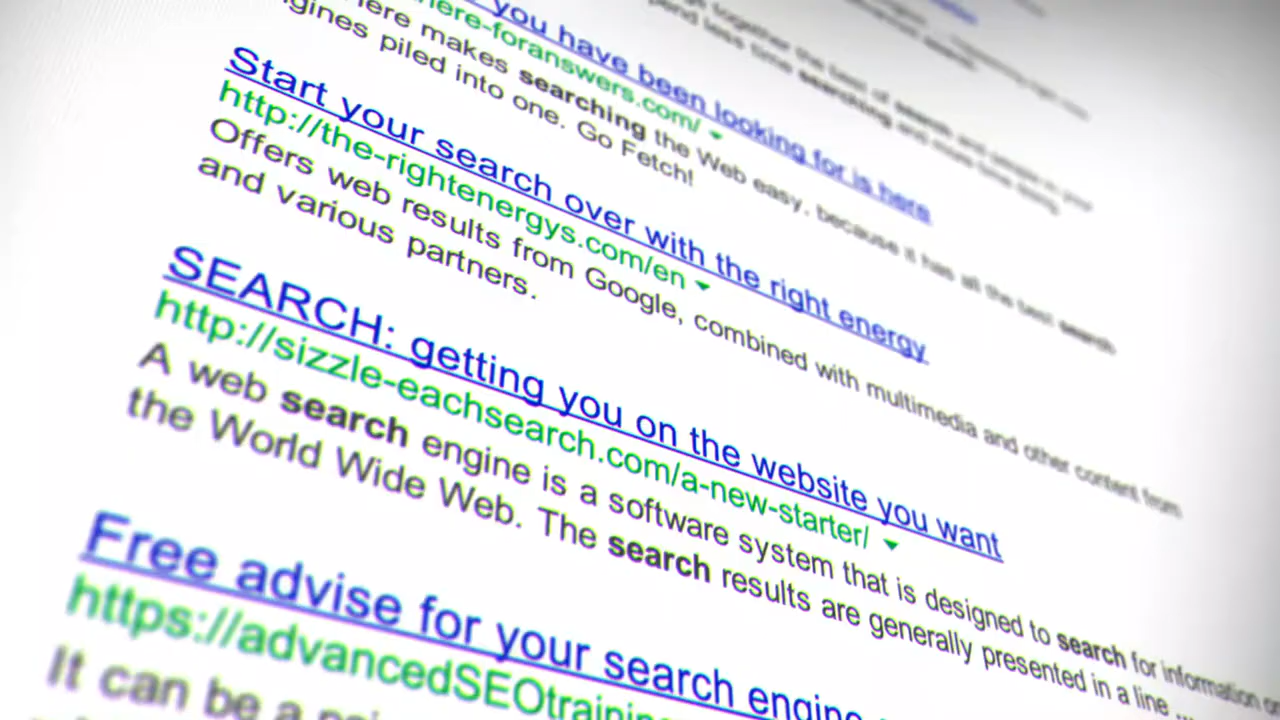 you have been looking for is here
here-foranswers.com/
here makes searching the Web easy, because it has all the best search
gines piled into one. Go Fetch!
Start your search over with the right energy
http://the-rightenergys.com/en
Offers web results from Google, combined with multimedia and other content from
and various partners.
SEARCH: getting you on the website you want
http://sizzle-eachsearch.com/a-new-starter/
A web search engine is a software system that is designed to search for information on
the World Wide Web. The search results are generally presented in a line ...
Free advise for your search engine
https://advancedSEOtraining
It can be a